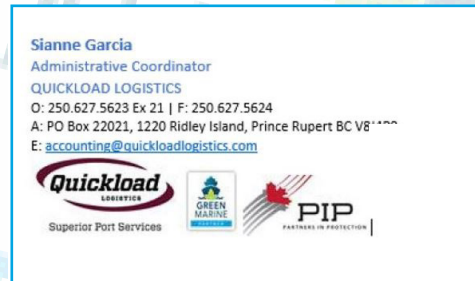 Sianne Garcia
Administrative Coordinator
QUICKLOAD LOGISTICS
O: 250.627.5623 Ex 21 | F: 250.627.5624
A: PO Box 22021, 1220 Ridley Island, Prince Rupert BC
E: accounting@quickloadlogistics.com
Quickload
LOGISTICS
Superior Port Services
GREEN
MARINE
PARTNER
PIP
PARTNERS IN PROTECTION